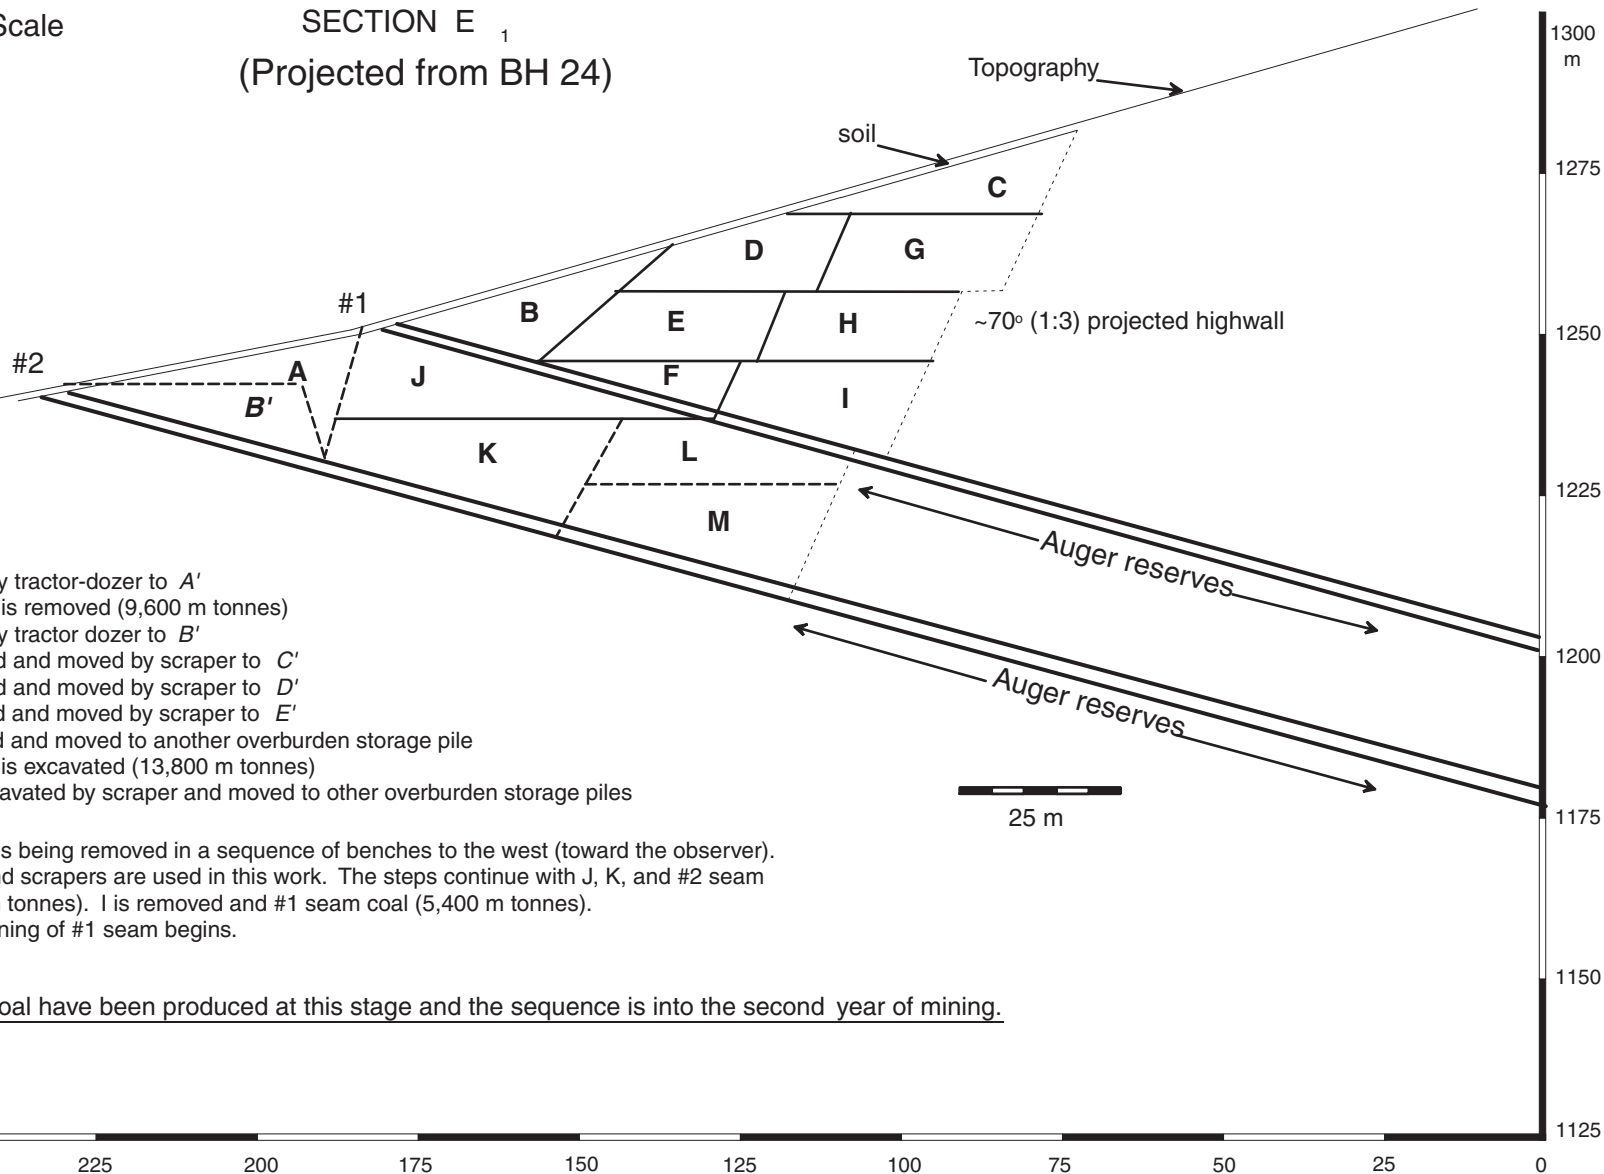 Scale
SECTION E 1
(Projected from BH 24)
1300
m
Topography
soil
1275
C
D
G
#1
B
E
H
~70o (1:3) projected highwall
1250
#2
A
J
F
B'
I
K
L
1225
M
Auger reserves
1200
Auger reserves
y tractor-dozer to A'
is removed (9,600 m tonnes)
y tractor dozer to B'
d and moved by scraper to C'
d and moved by scraper to D'
d and moved by scraper to E'
d and moved to another overburden storage pile
is excavated (13,800 m tonnes)
avated by scraper and moved to other overburden storage piles
25 m
1175
s being removed in a sequence of benches to the west (toward the observer).
nd scrapers are used in this work. The steps continue with J, K, and #2 seam
tonnes). I is removed and #1 seam coal (5,400 m tonnes).
ning of #1 seam begins.
1150
oal have been produced at this stage and the sequence is into the second year of mining.
1125
225 200 175 150 125 100 75 50 25 0